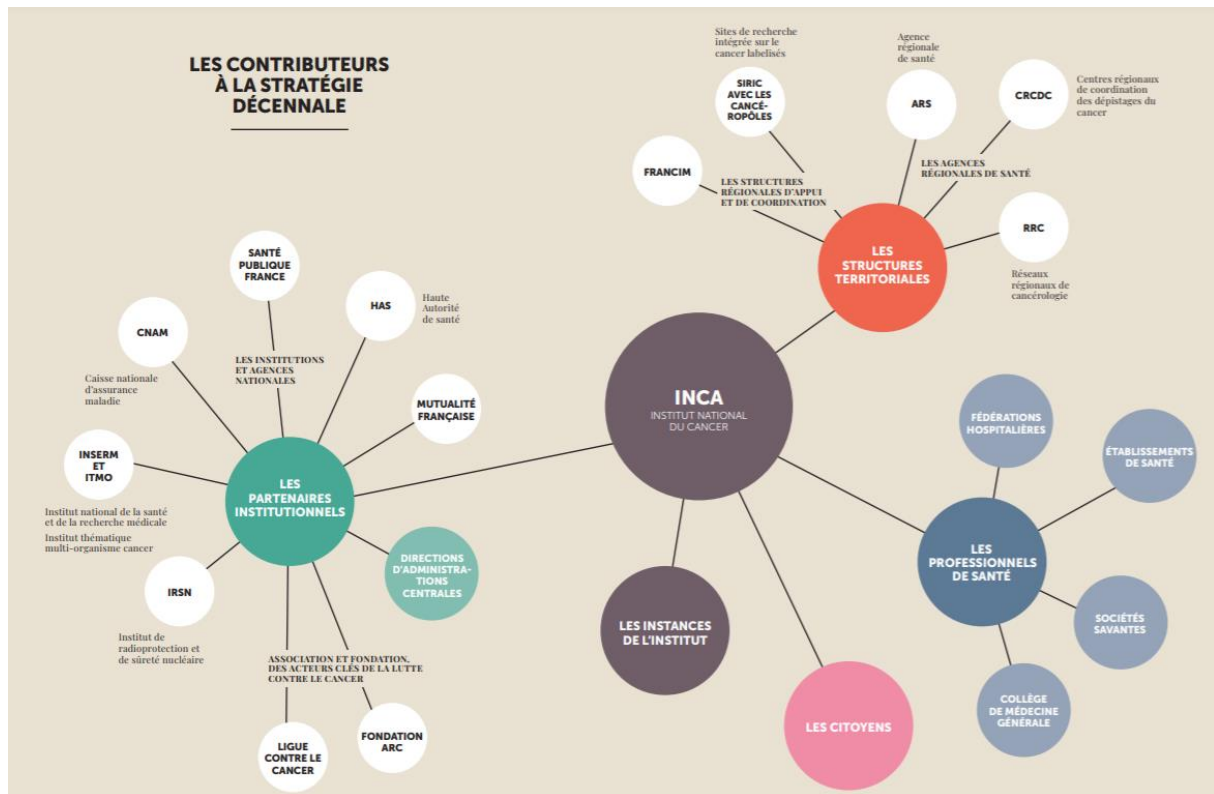 LES CONTRIBUTEURS
À LA STRATÉGIE
DÉCENNALE
Sites de recherche
intégrée sur le
cancer labelisés
SIRIC
AVEC LES
CANCÉ-
ROPÔLES
Agence
régionale
de santé
ARS
CRCDC
Centres régionaux
de coordination
des dépistages du
cancer
FRANCIM
LES STRUCTURES
RÉGIONALES D'APPUI
ET DE COORDINATION
LES AGENCES
RÉGIONALES DE SANTÉ
RRC
Réseaux
régionaux de
cancérologie
LES
STRUCTURES
TERRITORIALES
SANTÉ
PUBLIQUE
FRANCE
HAS
Haute
Autorité
de santé
CNAM
Caisse nationale
d'assurance
maladie
LES INSTITUTIONS
ET AGENCES
NATIONALES
MUTUALITÉ
FRANÇAISE
INSERM
ET
ITMO
Institut national de la santé
et de la recherche médicale
Institut thématique
multi-organisme cancer
LES
PARTENAIRES
INSTITUTIONNELS
DIRECTIONS
D'ADMINISTRA-
TIONS
CENTRALES
IRSN
Institut de
radioprotection et
de sûreté nucléaire
ASSOCIATION ET FONDATION,
DES ACTEURS CLÉS DE LA LUTTE
CONTRE LE CANCER
LIGUE
CONTRE LE
CANCER
FONDATION
ARC
INCA
INSTITUT NATIONAL
DU CANCER
LES INSTANCES
DE L'INSTITUT
LES CITOYENS
FÉDÉRATIONS
HOSPITALIÈRES
ÉTABLISSEMENTS
DE SANTÉ
LES
PROFESSIONNELS
DE SANTÉ
SOCIÉTÉS
SAVANTES
COLLÈGE
DE MÉDECINE
GÉNÉRALE